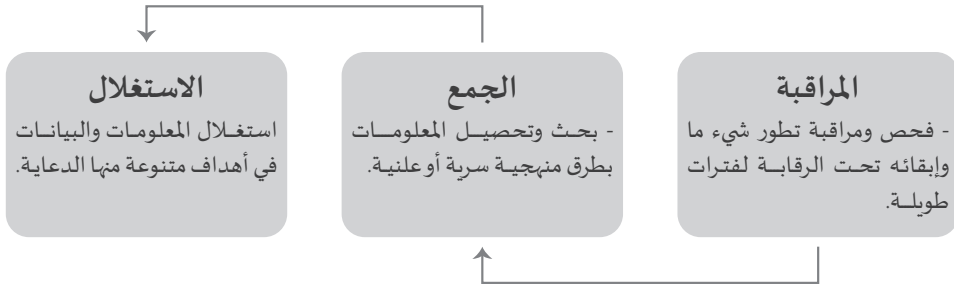 المراقبة
- فحص ومراقبة تطور شيء ما
وإبقائه تحت الرقابة لفترات
طويلة.
الجمع
- بحث وتحصيل المعلومات
بطرق منهجية سرية أو علنية.
الاستغلال
استغلال المعلومات والبيانات
في أهداف متنوعة منها الدعاية.